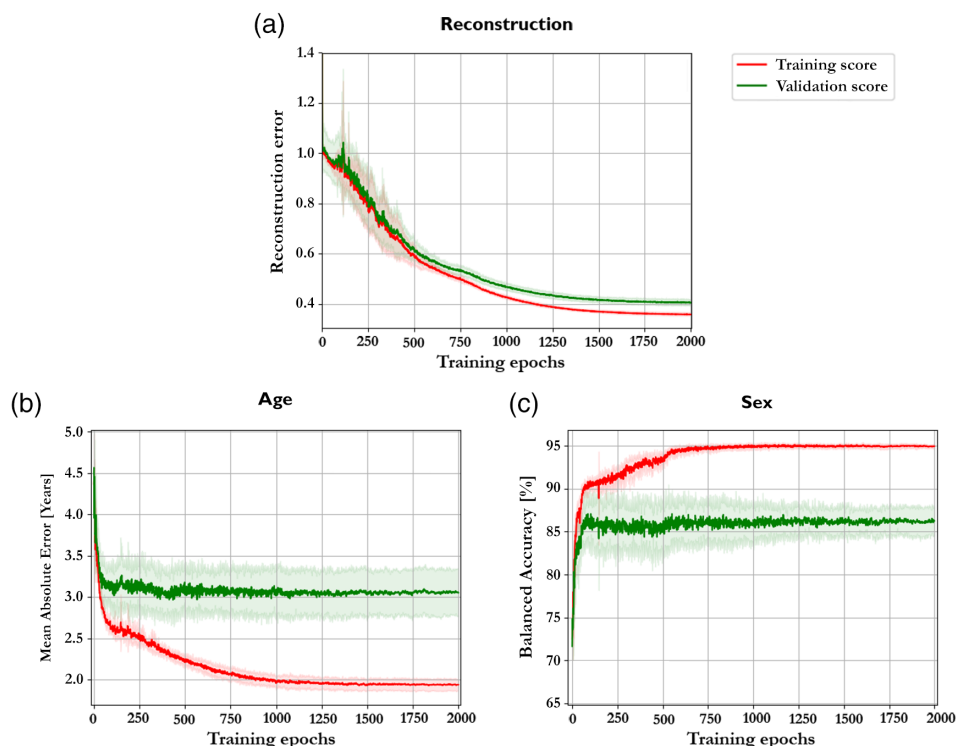 (a)
Reconstruction
Training score
Validation score
Reconstruction error
1.4
1.2
1.0
0.8
0.6
0.4
0 250 500 750 1000 1250 1500 1750 2000
Training epochs
(b)
Age
Mean Absolute Error [Years]
5.0
4.5
4.0
3.5
3.0
2.5
2.0
0 250 500 750 1000 1250 1500 1750 2000
Training epochs
(c)
Sex
Balanced Accuracy [%]
95
90
85
80
75
70
65
0 250 500 750 1000 1250 1500 1750 2000
Training epochs